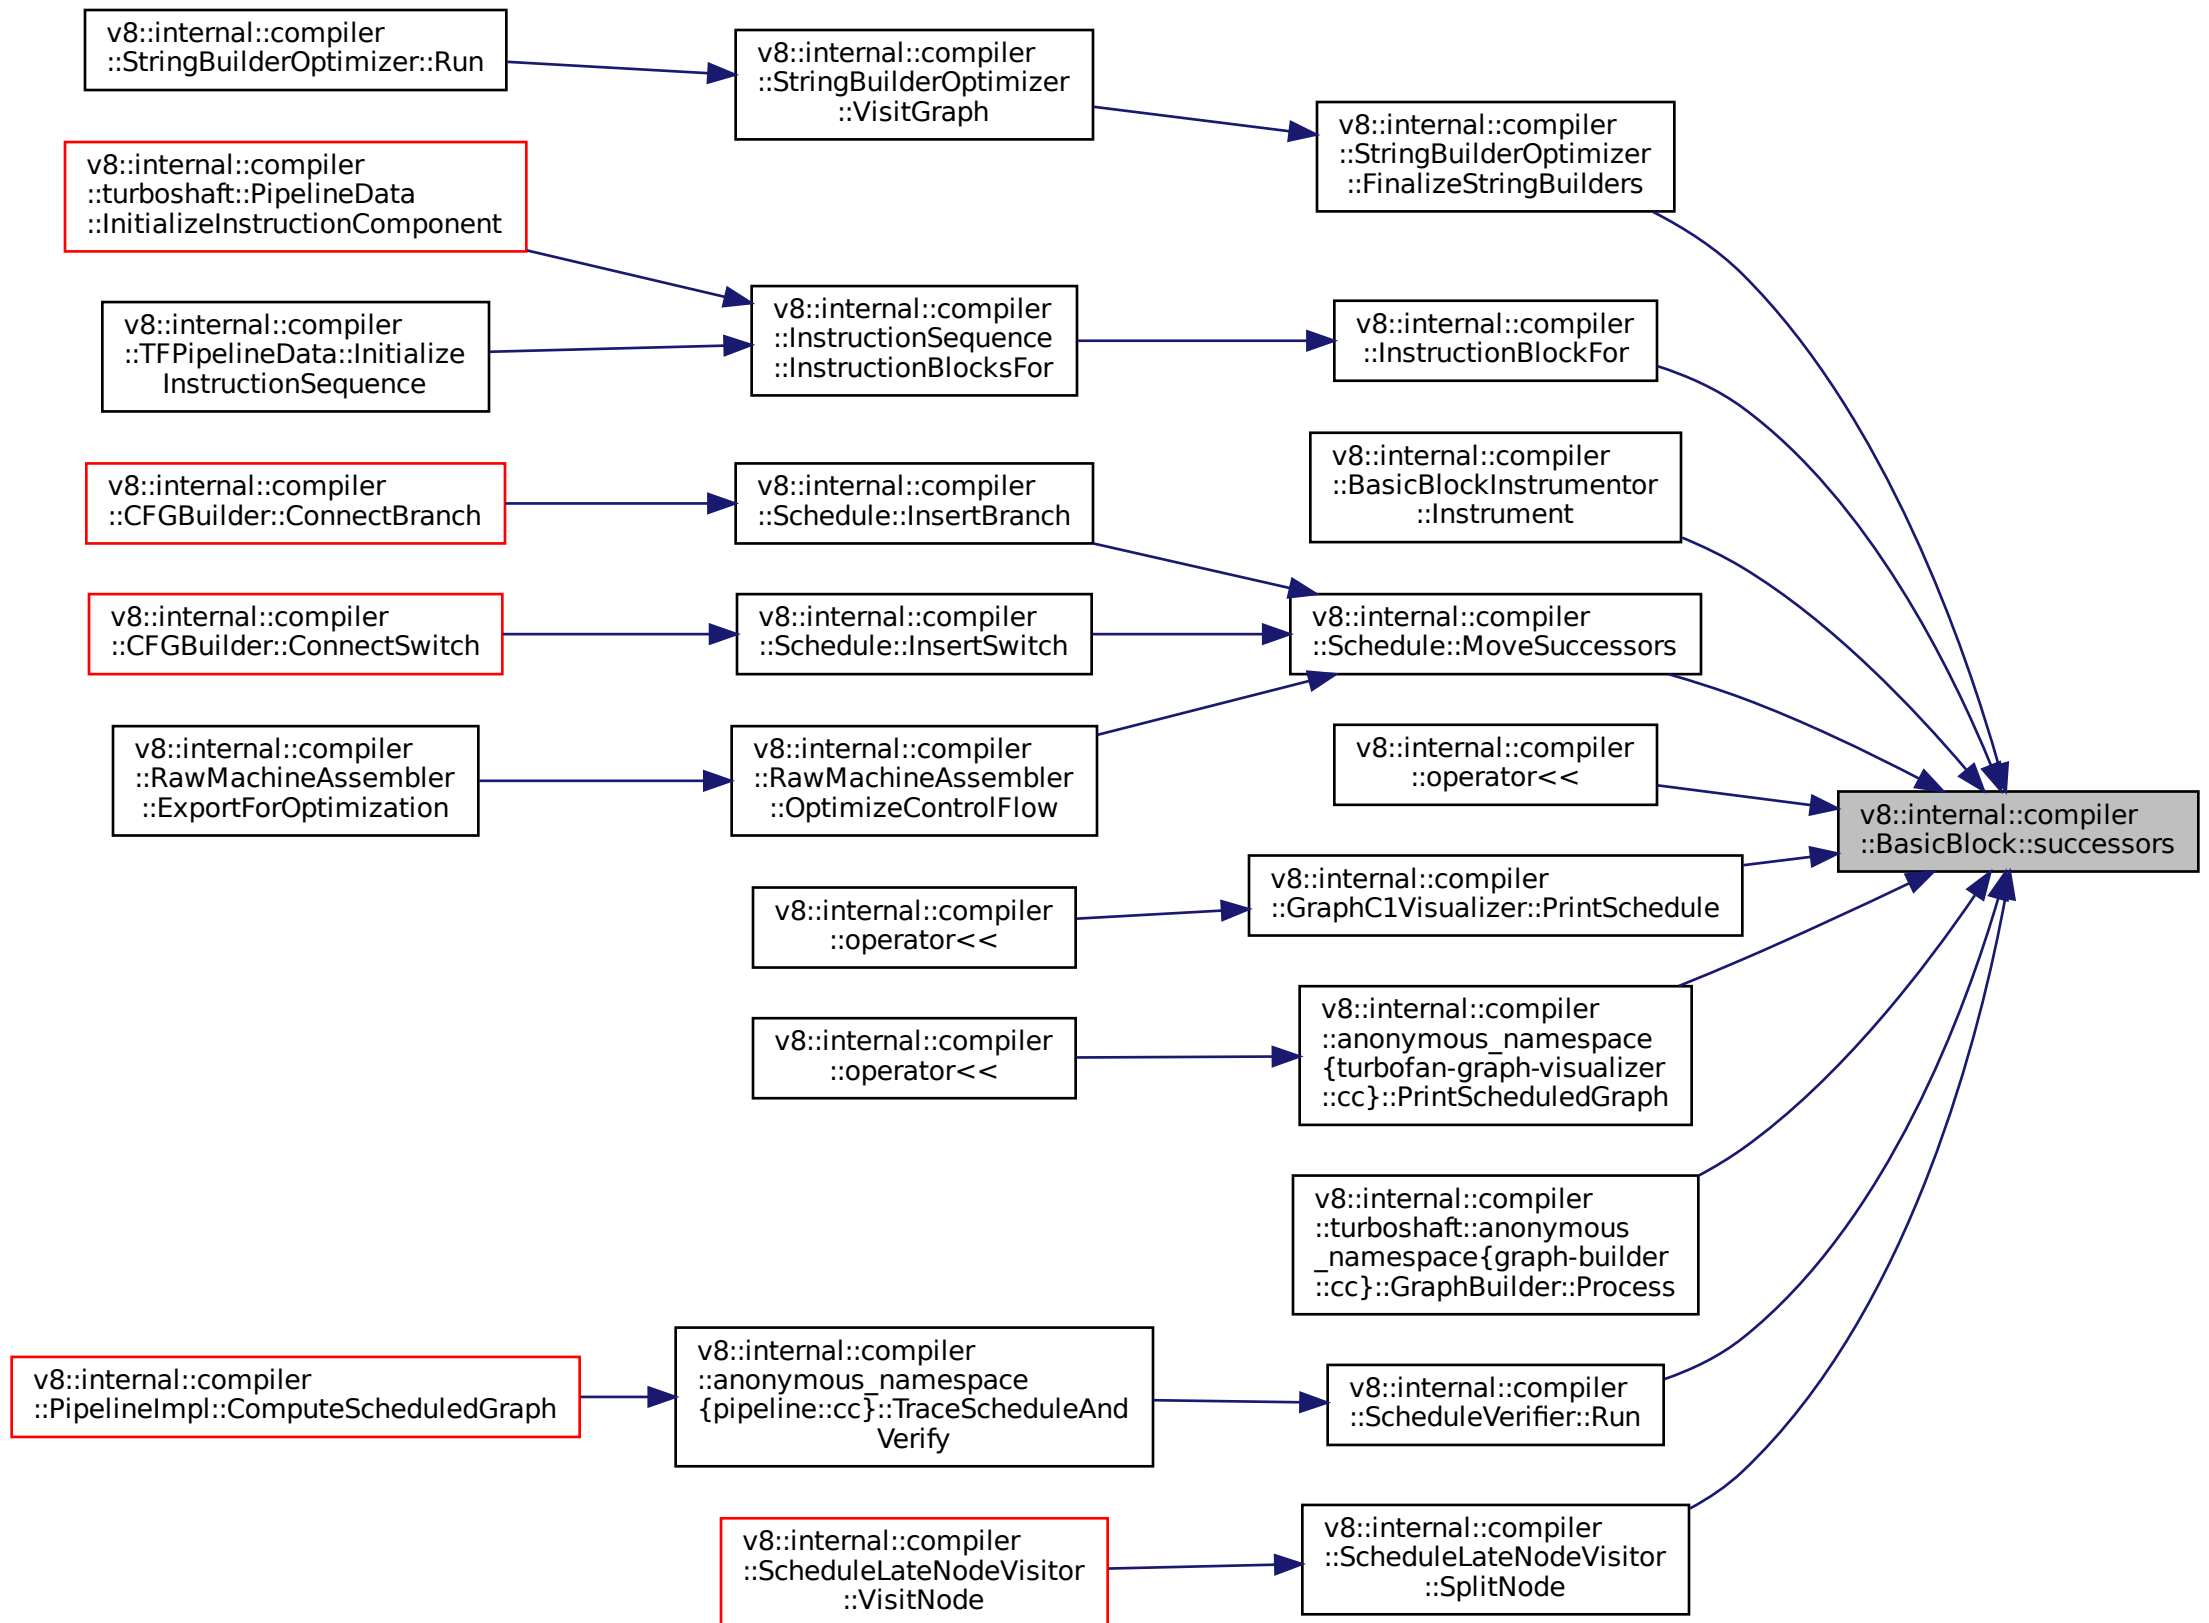 v8::internal::compiler
::StringBuilderOptimizer::Run
v8::internal::compiler
::StringBuilderOptimizer
::VisitGraph
v8::internal::compiler
::StringBuilderOptimizer
::FinalizeStringBuilders
v8::internal::compiler
::turboshaft::PipelineData
::InitializeInstructionComponent
v8::internal::compiler
::TFPipelineData::Initialize
InstructionSequence
v8::internal::compiler
::InstructionSequence
::InstructionBlocksFor
v8::internal::compiler
::InstructionBlockFor
v8::internal::compiler
::BasicBlockInstrumentor
::Instrument
v8::internal::compiler
::CFGBuilder::ConnectBranch
v8::internal::compiler
::Schedule::InsertBranch
v8::internal::compiler
::CFGBuilder::ConnectSwitch
v8::internal::compiler
::Schedule::InsertSwitch
v8::internal::compiler
::Schedule::MoveSuccessors
v8::internal::compiler
::RawMachineAssembler
::ExportForOptimization
v8::internal::compiler
::RawMachineAssembler
::OptimizeControlFlow
v8::internal::compiler
::operator<<
v8::internal::compiler
::BasicBlock::successors
v8::internal::compiler
::operator<<
v8::internal::compiler
::GraphC1Visualizer::PrintSchedule
v8::internal::compiler
::operator<<
v8::internal::compiler
::anonymous_namespace
{turbofan-graph-visualizer
::cc}::PrintScheduledGraph
v8::internal::compiler
::turboshaft::anonymous
_namespace{graph-builder
::cc}::GraphBuilder::Process
v8::internal::compiler
::PipelineImpl::ComputeScheduledGraph
v8::internal::compiler
::anonymous_namespace
{pipeline::cc}::TraceScheduleAnd
Verify
v8::internal::compiler
::ScheduleVerifier::Run
v8::internal::compiler
::ScheduleLateNodeVisitor
::VisitNode
v8::internal::compiler
::ScheduleLateNodeVisitor
::SplitNode